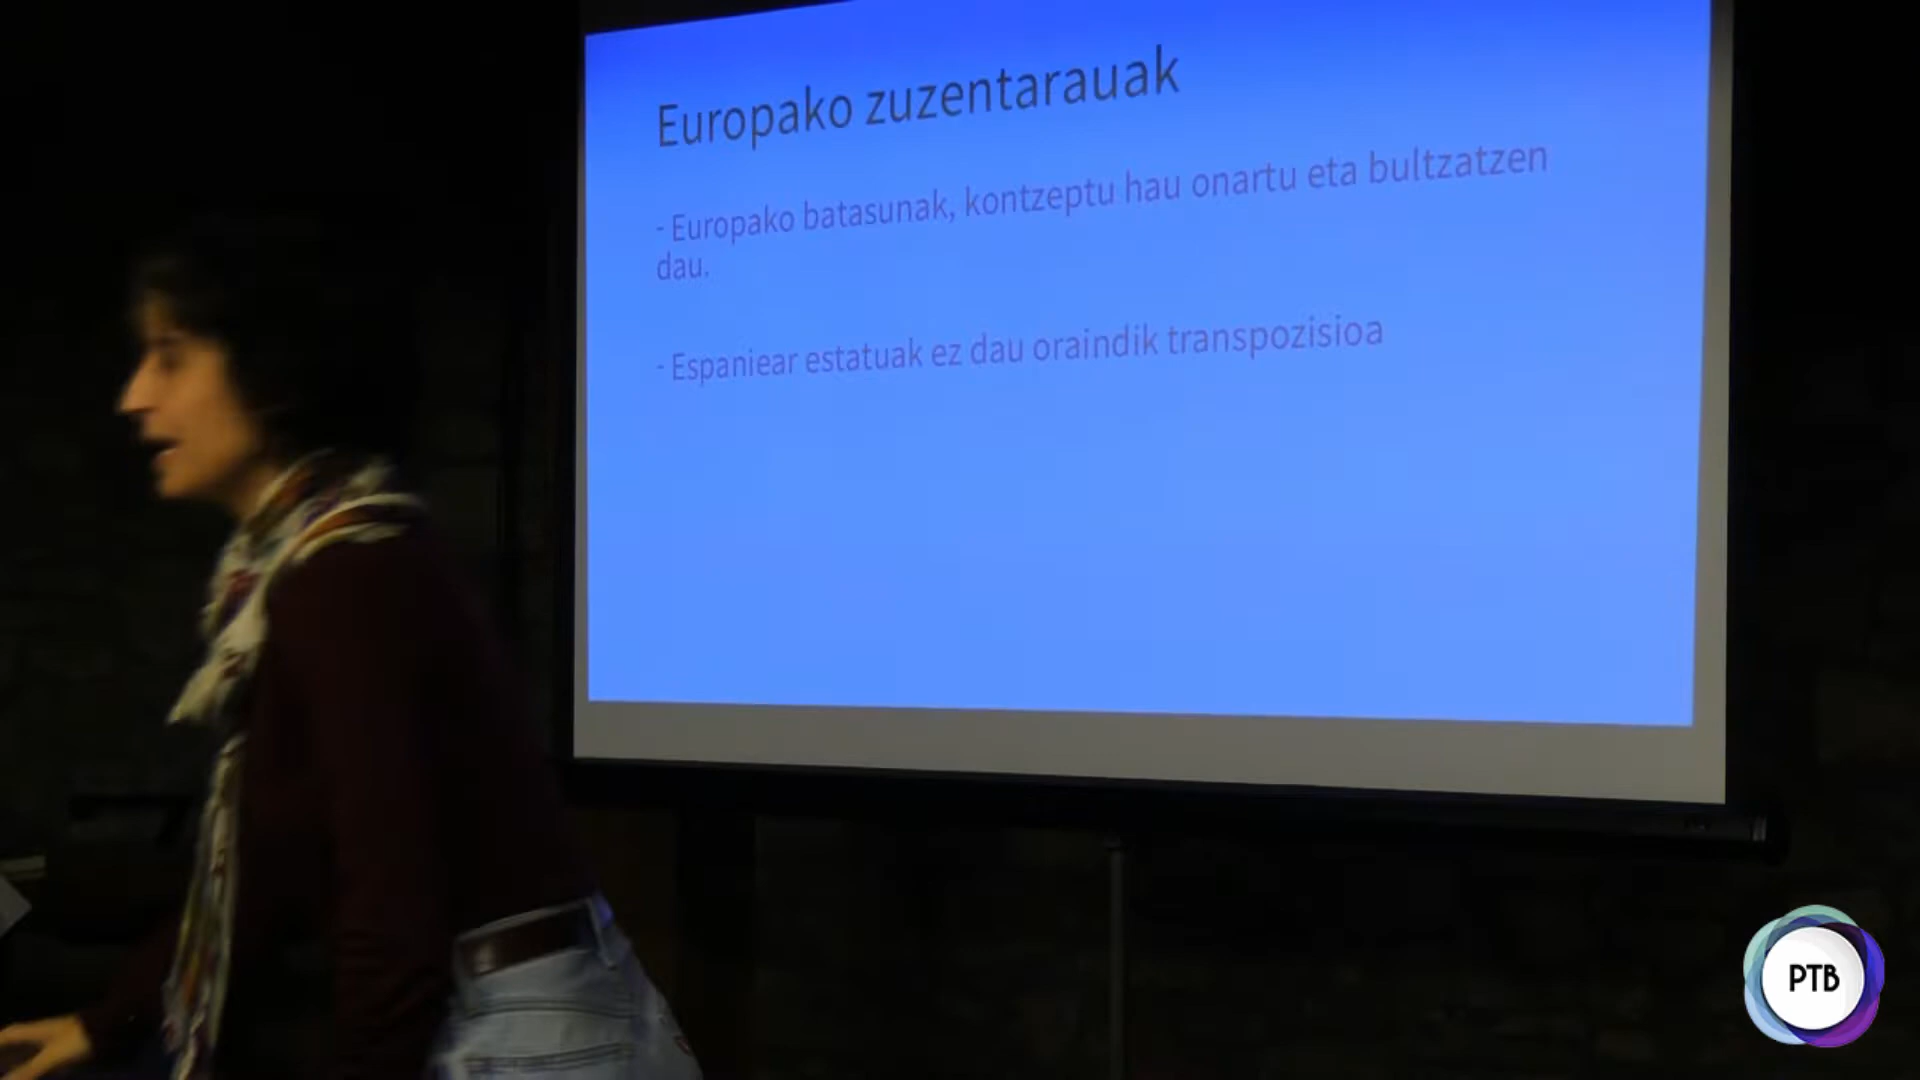 Europako zuzentarauak
- Europako batasunak, kontzeptu hau onartu eta bultzatzen
dau.
- Espaniear estatuak ez dau oraindik transpozisioa
PTB